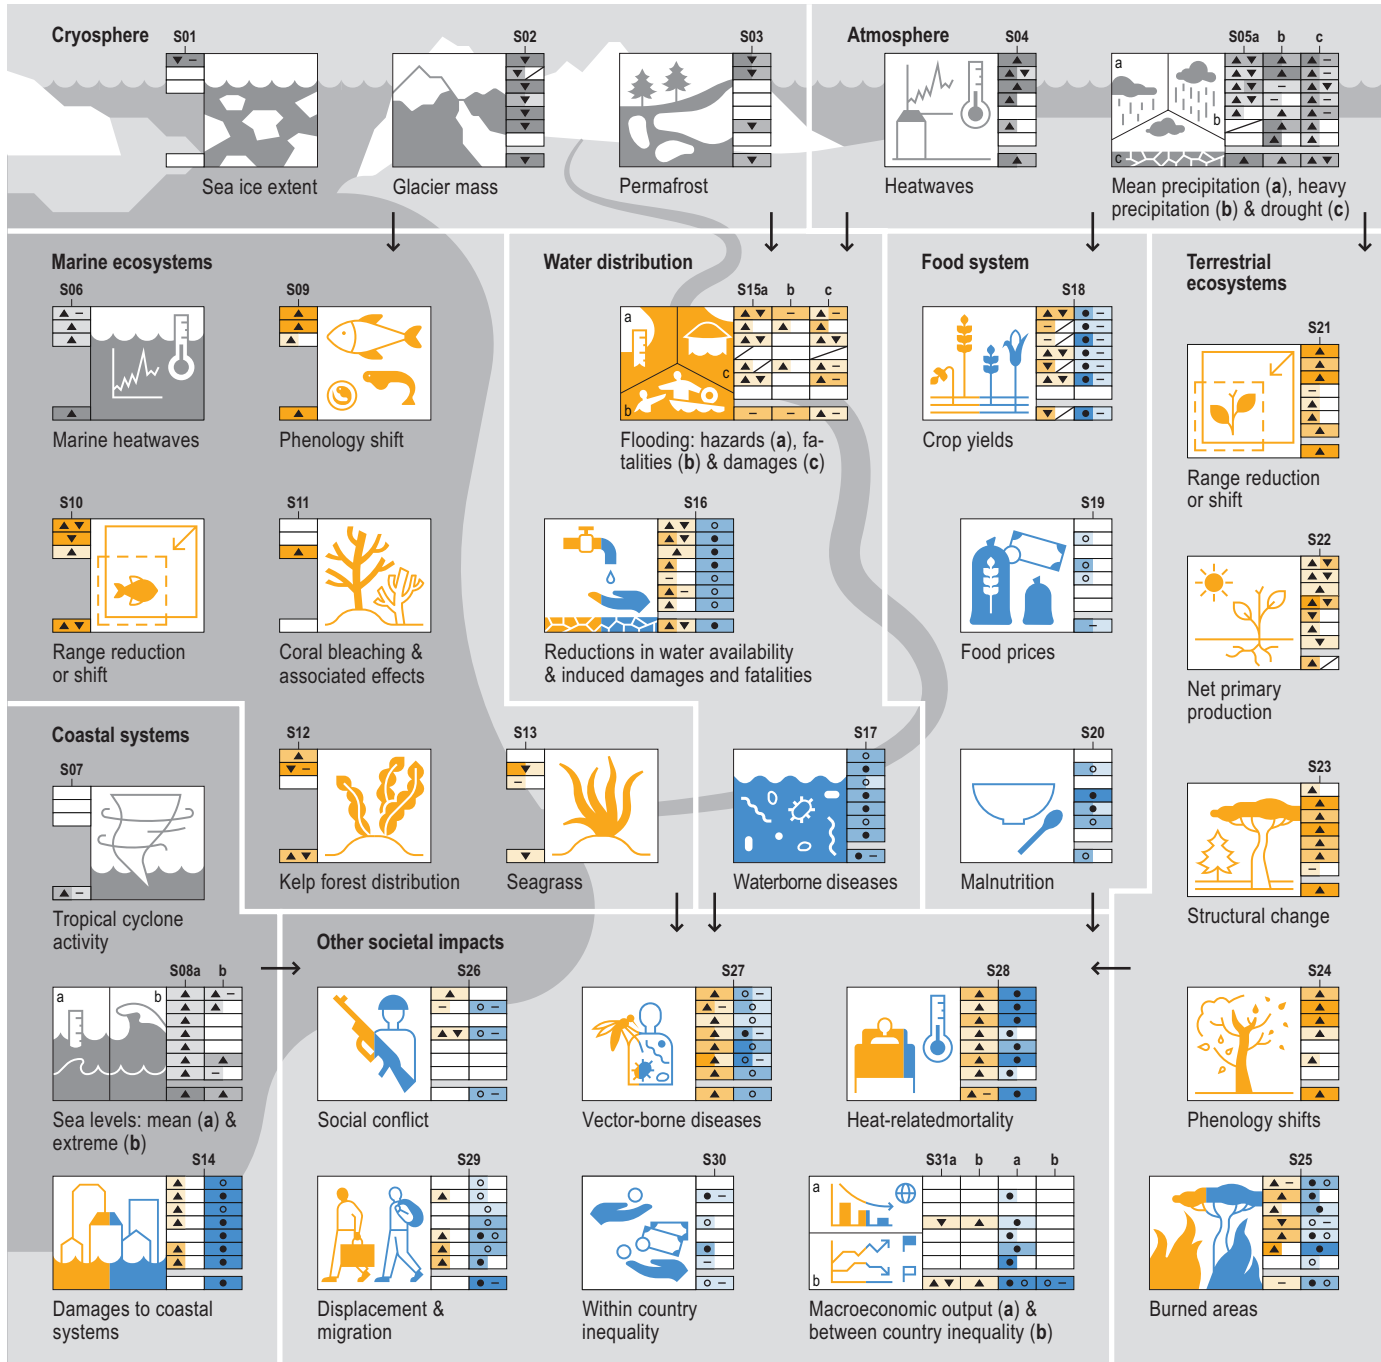 Cryosphere
S01
Sea ice extent
S02
Glacier mass
S03
Permafrost
Atmosphere
S04
Heatwaves
S05a b c
a
b
c
Mean precipitation (a), heavy
precipitation (b) & drought (c)
Marine ecosystems
S06
Marine heatwaves
S09
Phenology shift
S10
Range reduction
or shift
S11
Coral bleaching &
associated effects
S12
Kelp forest distribution
S13
Seagrass
Water distribution
S15a b c
a
c
b
Flooding: hazards (a), fa-
talities (b) & damages (c)
S16
Reductions in water availability
& induced damages and fatalities
S17
Waterborne diseases
Food system
S18
Crop yields
S19
Food prices
S20
Malnutrition
Terrestrial
ecosystems
S21
Range reduction
or shift
S22
Net primary
production
S23
Structural change
S24
Phenology shifts
S25
Burned areas
Coastal systems
S07
Tropical cyclone
activity
S08a b
a b
Sea levels: mean (a) &
extreme (b)
S14
Damages to coastal
systems
Other societal impacts
S26
Social conflict
S27
Vector-borne diseases
S28
Heat-relatedmortality
S29
Displacement &
migration
S30
Within country
inequality
S31a b a b
a
b
Macroeconomic output (a) &
between country inequality (b)